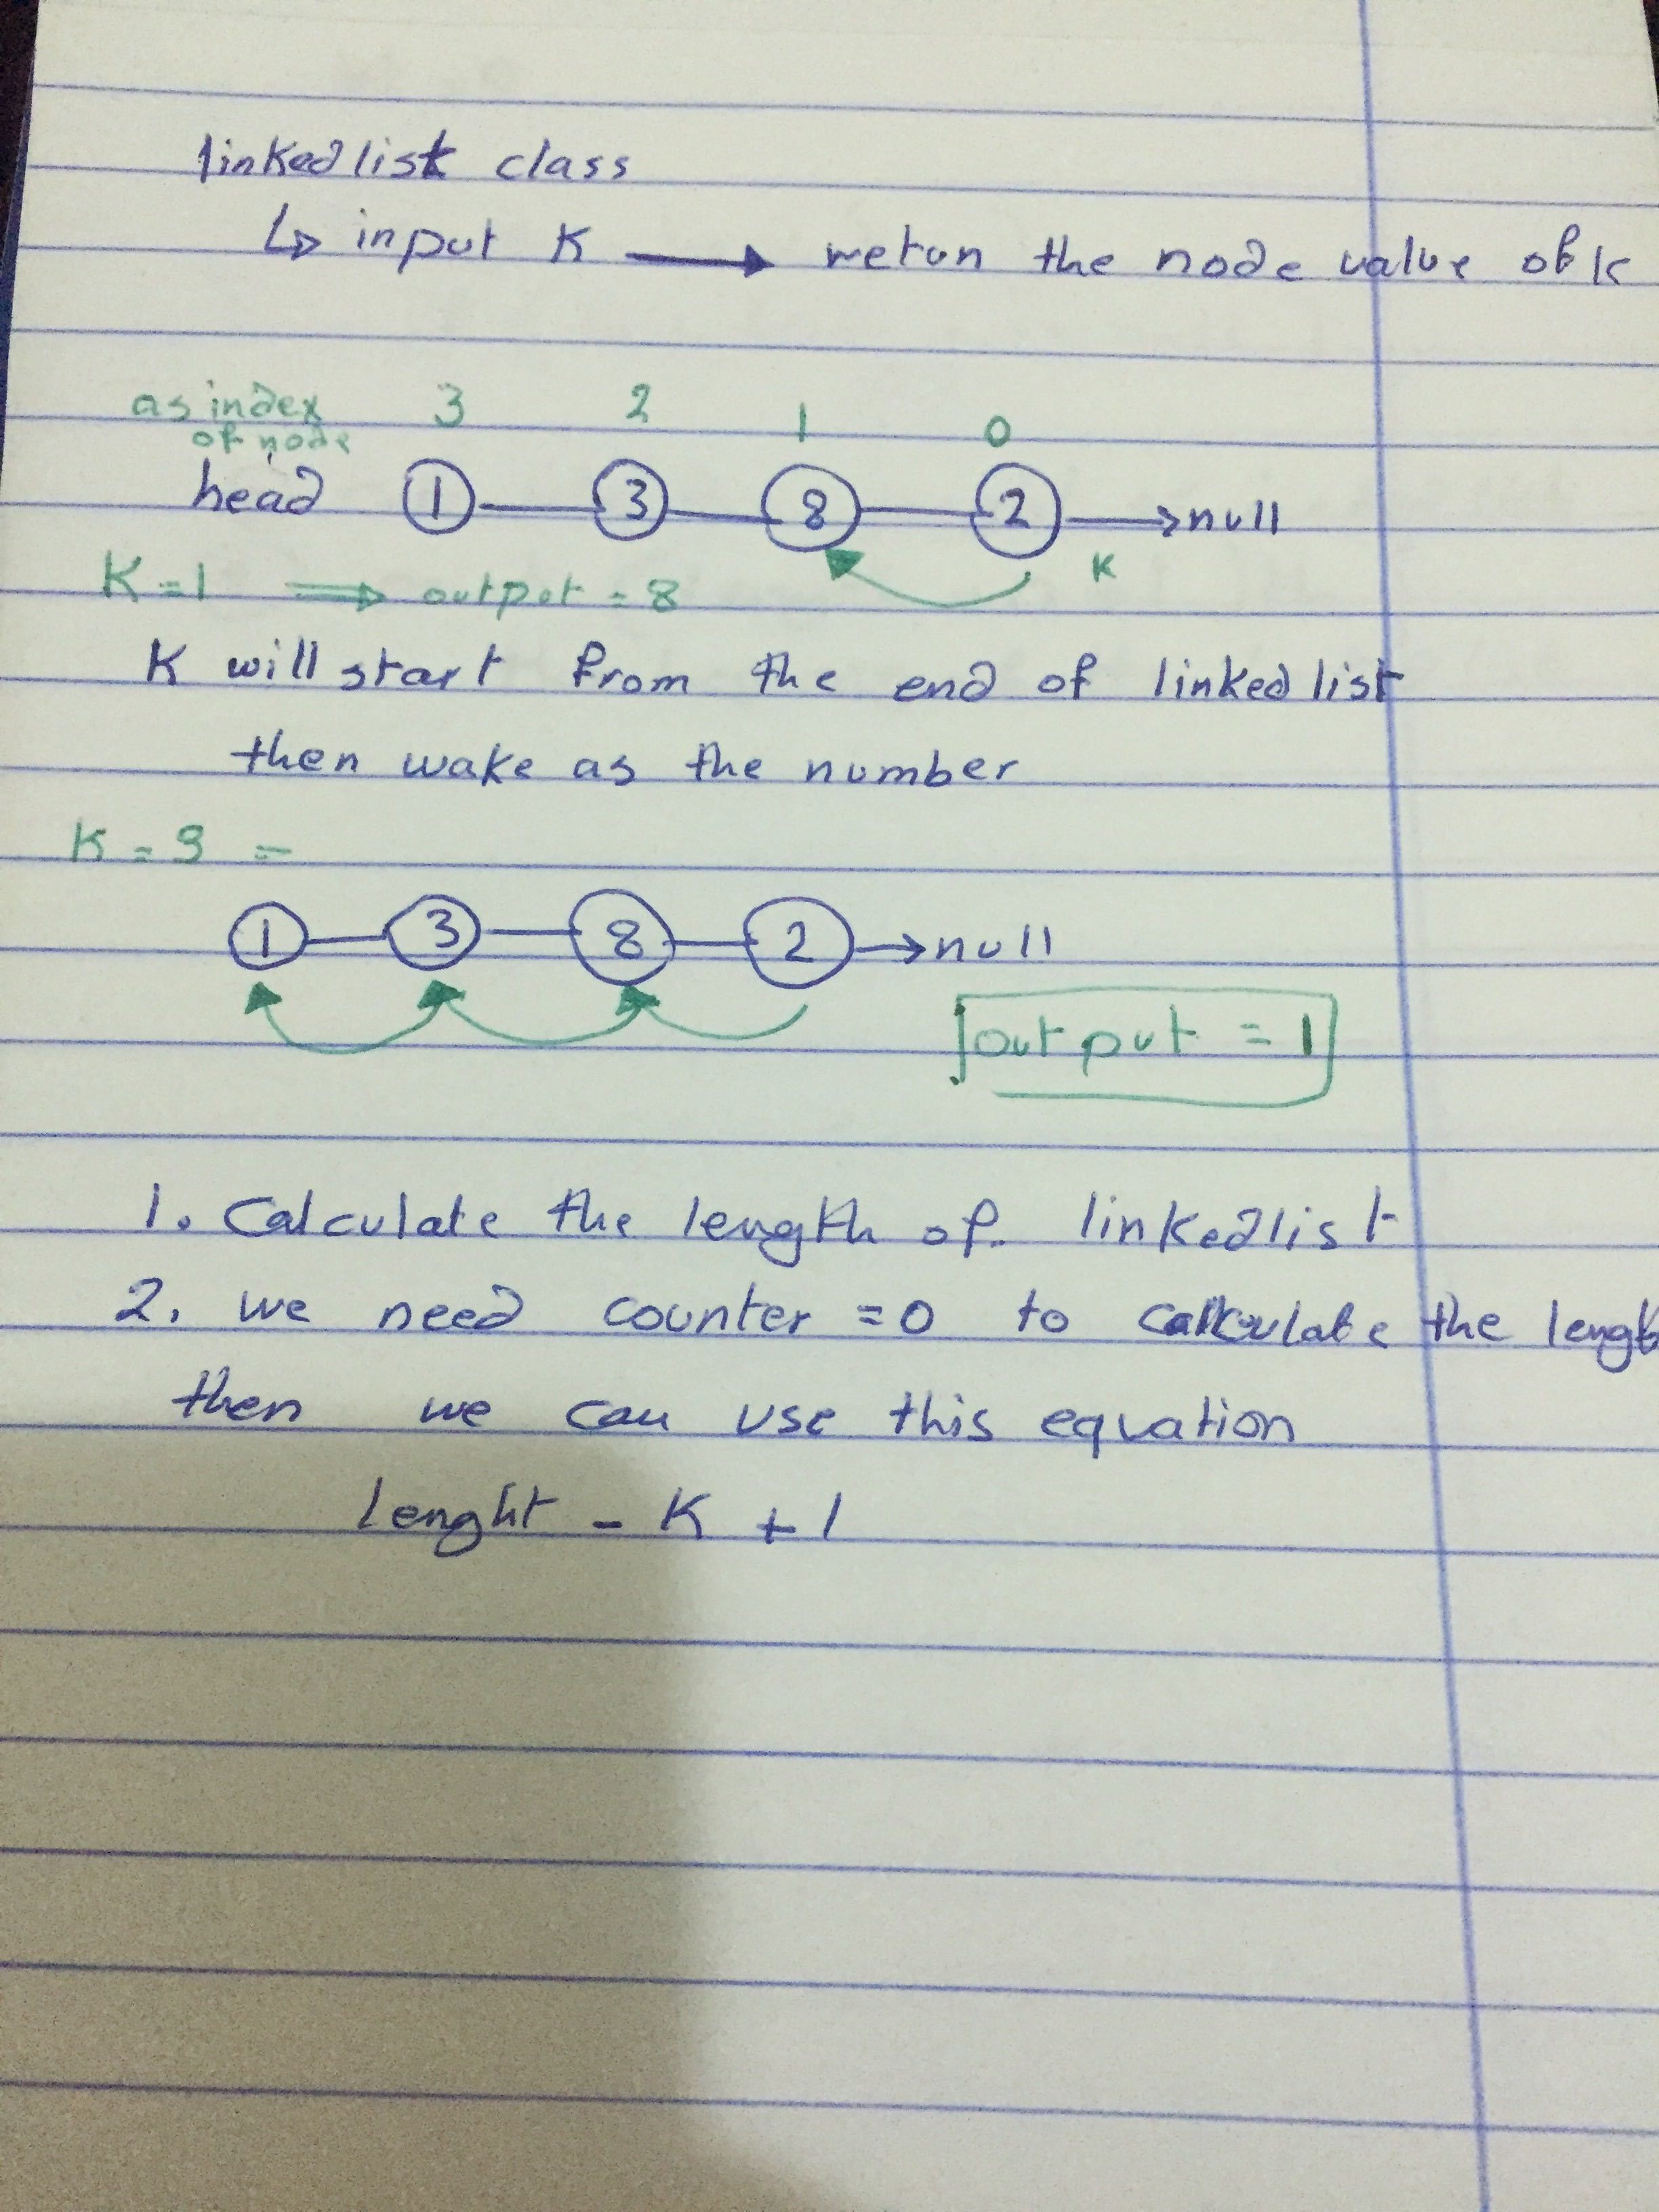 linkedlist class
input K → retun the node value of k
as index 3 2 1 0
of node
head 1 3 8 2 → null
K = 1 ⇒ output = 8 K
K will start from the end of linked list
then wake as the number
K = 3 =
1 3 8 2 → null
output = 1
1. Calculate the length of linkedlist
2. we need counter = 0 to calculate the length
then we can use this equation
lenght - K + 1